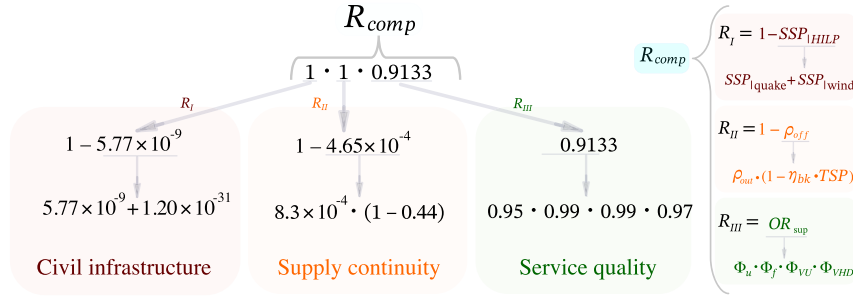 R_comp
1 · 1 · 0.9133
R_I
R_II
R_III
1 – 5.77 × 10^-9
5.77 × 10^-9 + 1.20 × 10^-31
Civil infrastructure
1 – 4.65 × 10^-4
8.3 × 10^-4 · (1 – 0.44)
Supply continuity
0.9133
0.95 · 0.99 · 0.99 · 0.97
Service quality
R_comp
R_I = 1–SSP_|HILP
SSP_|quake + SSP_|wind
R_II = 1 – ρ_off
ρ_out · (1 – η_bk · TSP)
R_III = OR_sup
Φ_u · Φ_f · Φ_VU · Φ_VHD